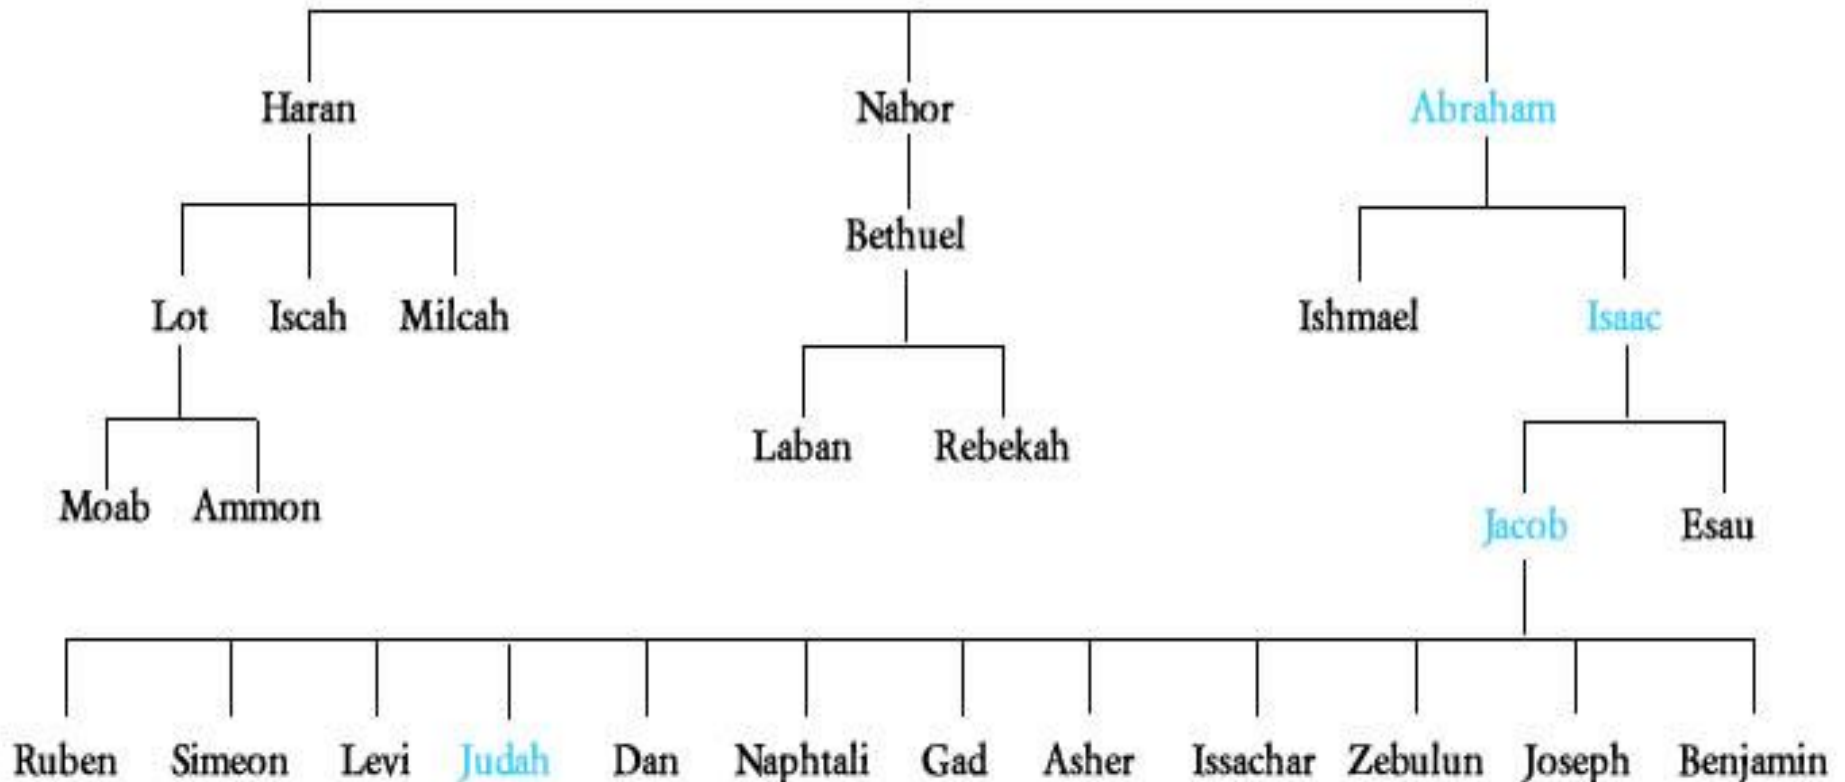 Haran Nahor Abraham
Bethuel
Lot Iscah Milcah Ishmael Isaac
Laban Rebekah
Moab Ammon Jacob Esau
Ruben Simeon Levi Judah Dan Naphtali Gad Asher Issachar Zebulun Joseph Benjamin